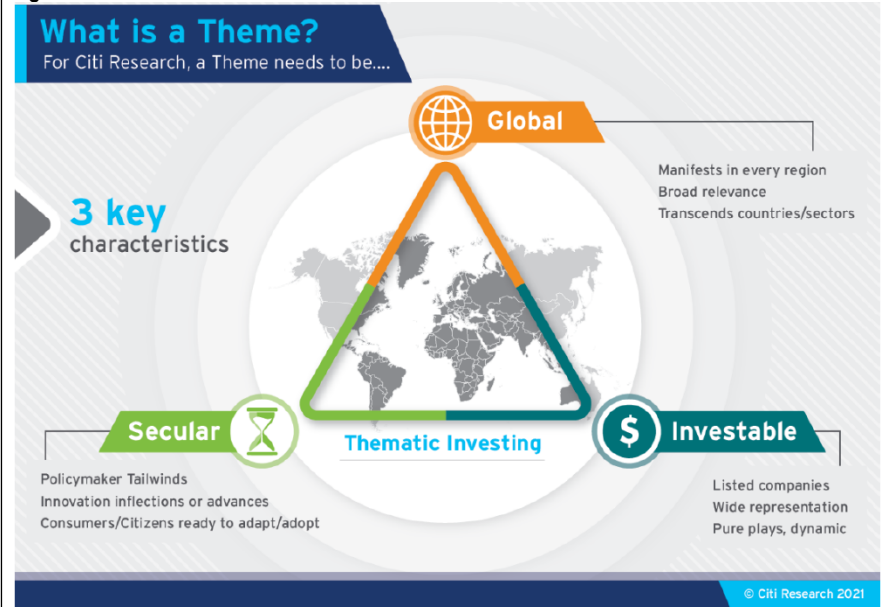 What is a Theme?
For Citi Research, a Theme needs to be....
Global
Manifests in every region
Broad relevance
Transcends countries/sectors
3 key
characteristics
Secular
Policymaker Tailwinds
Innovation inflections or advances
Consumers/Citizens ready to adapt/adopt
Thematic Investing
$ Investable
Listed companies
Wide representation
Pure plays, dynamic
© Citi Research 2021